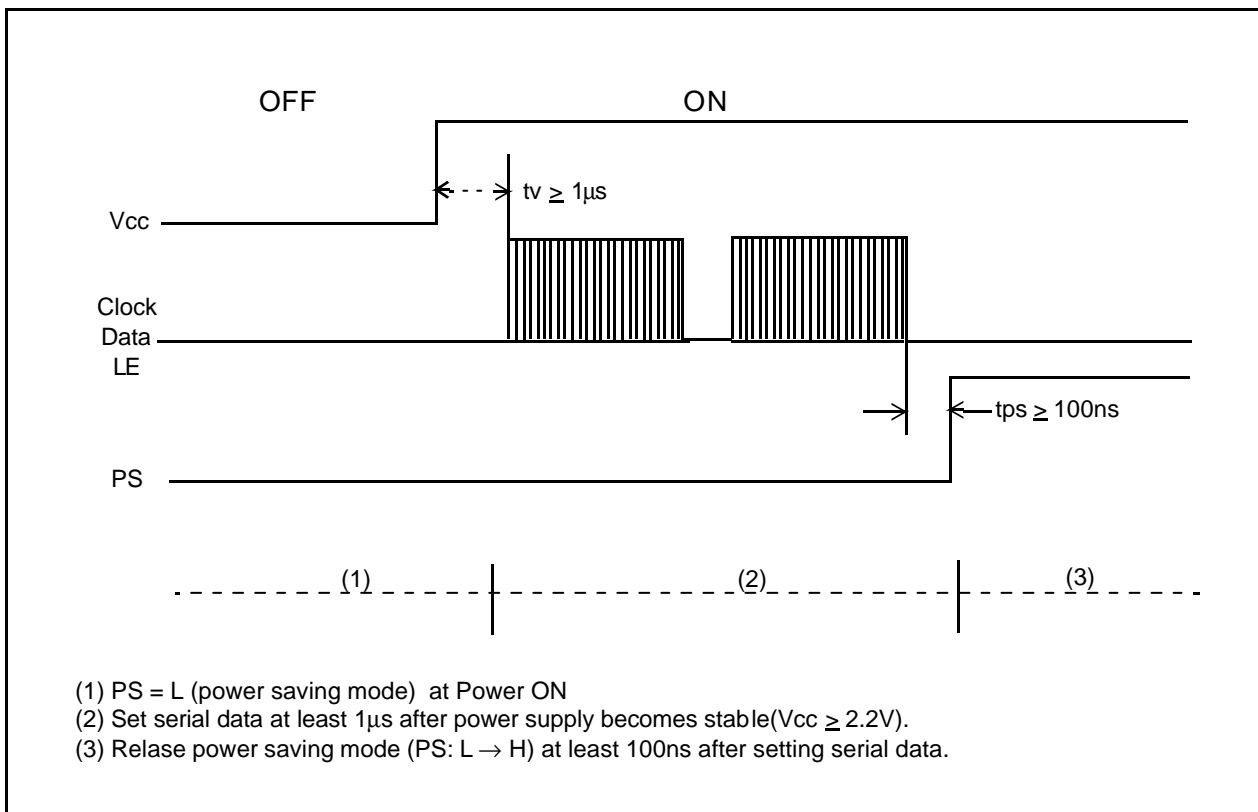 OFF ON
tv ≥ 1μs
Vcc
Clock
Data
LE
tps ≥ 100ns
PS
(1) (2) (3)
(1) PS = L (power saving mode) at Power ON
(2) Set serial data at least 1μs after power supply becomes stable(Vcc ≥ 2.2V).
(3) Relase power saving mode (PS: L → H) at least 100ns after setting serial data.